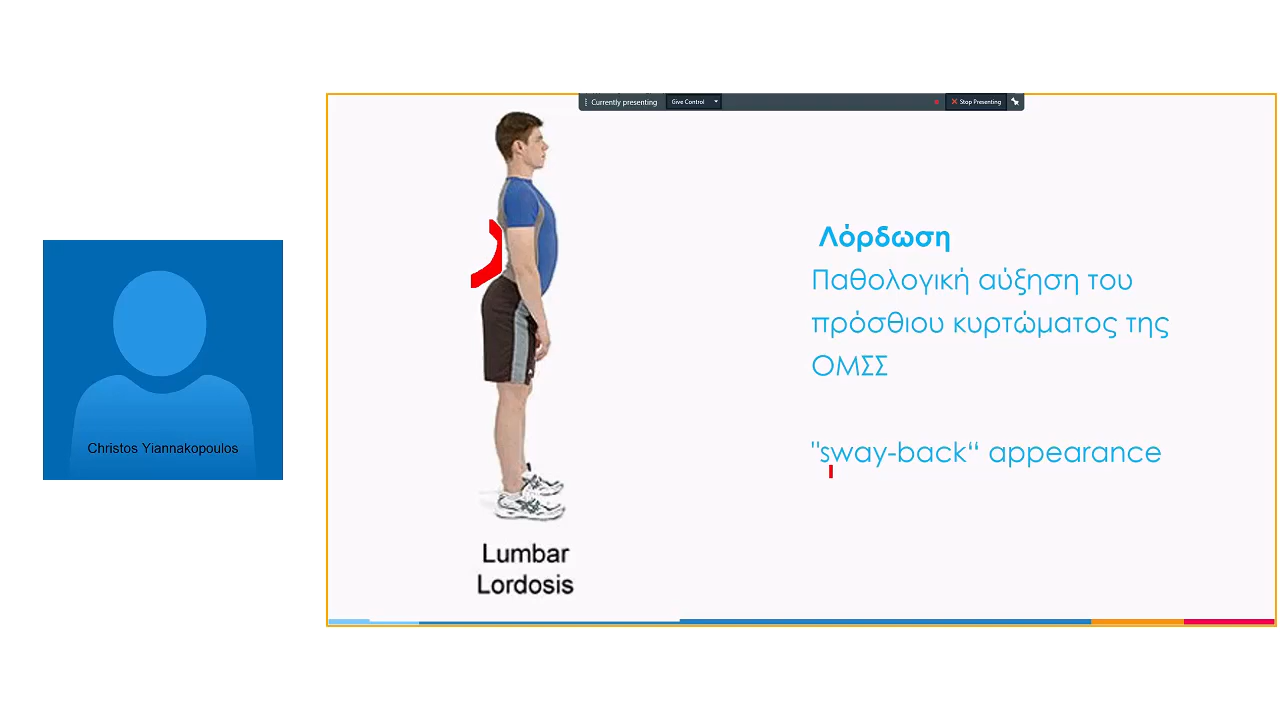 Currently presenting
Give Control
Stop Presenting
Christos Yiannakopoulos
Lumbar
Lordosis
Λόρδωση
Παθολογική αύξηση του
πρόσθιου κυρτώματος της
ΟΜΣΣ
"sway-back“ appearance